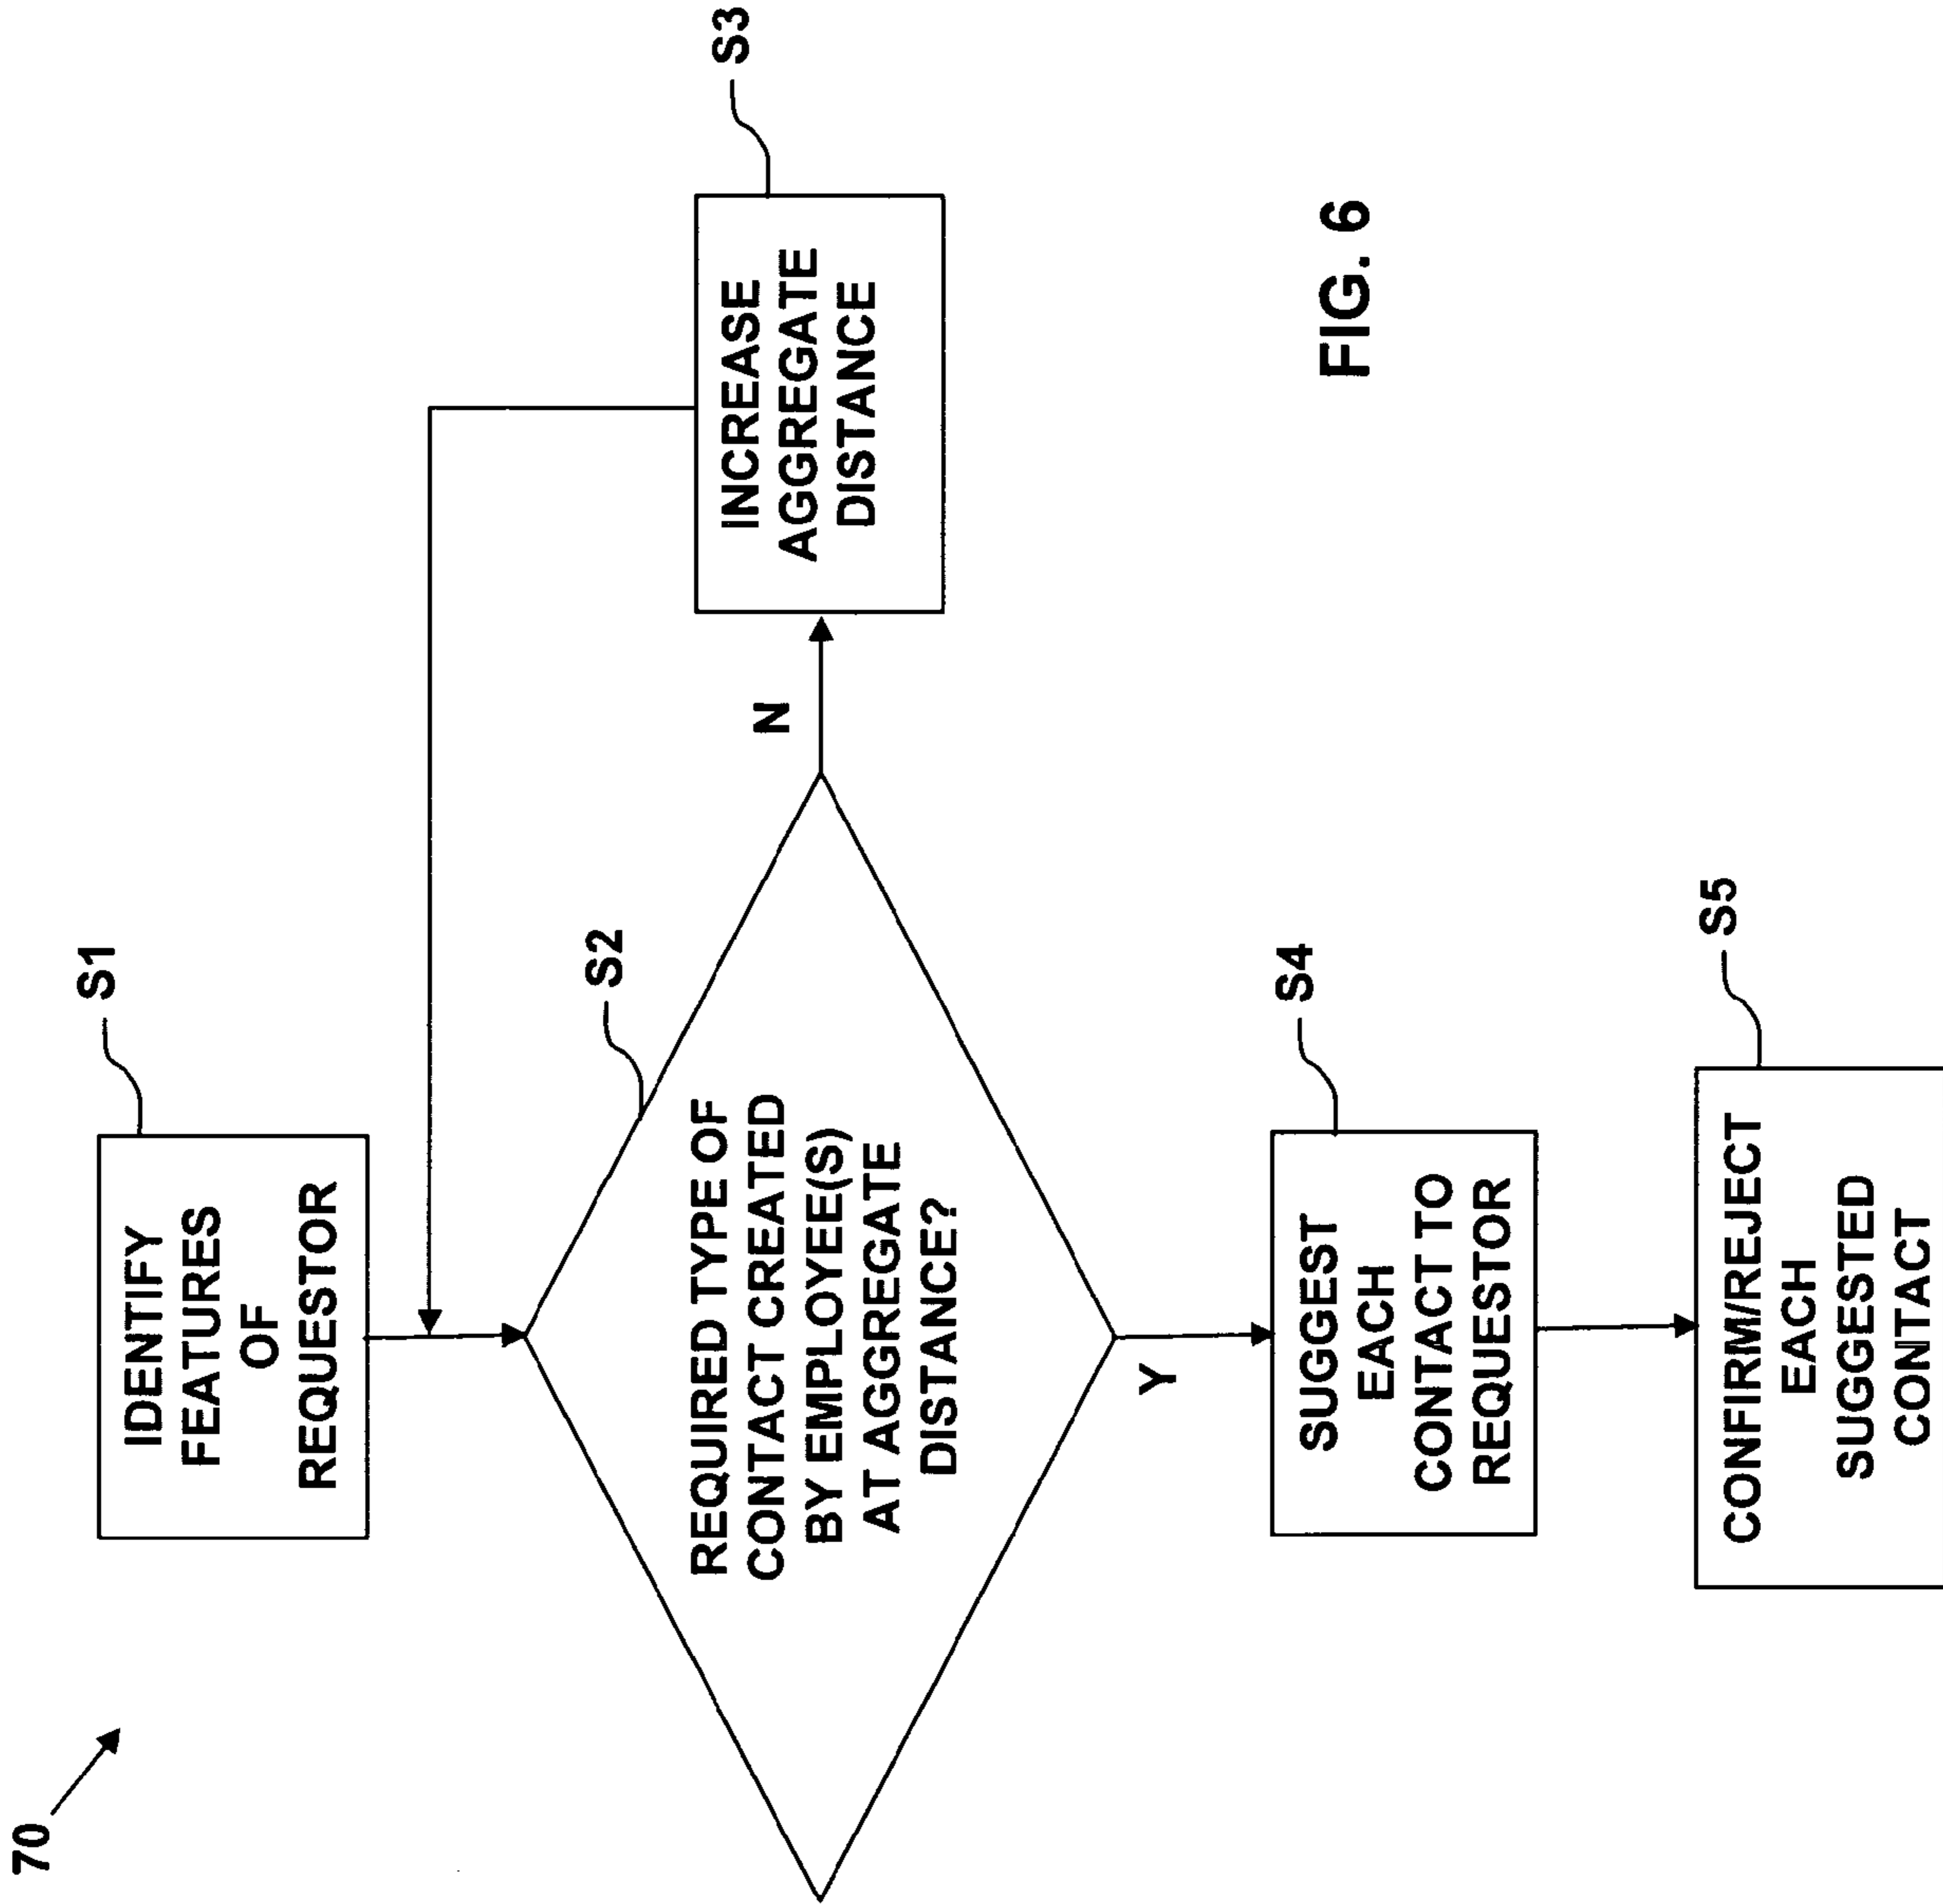 70
S1
IDENTIFY
FEATURES
OF
REQUESTOR
S2
REQUIRED TYPE OF
CONTACT CREATED
BY EMPLOYEE(S)
AT AGGREGATE
DISTANCE?
N
S3
INCREASE
AGGREGATE
DISTANCE
Y
S4
SUGGEST
EACH
CONTACT TO
REQUESTOR
S5
CONFIRM/REJECT
EACH
SUGGESTED
CONTACT
FIG. 6